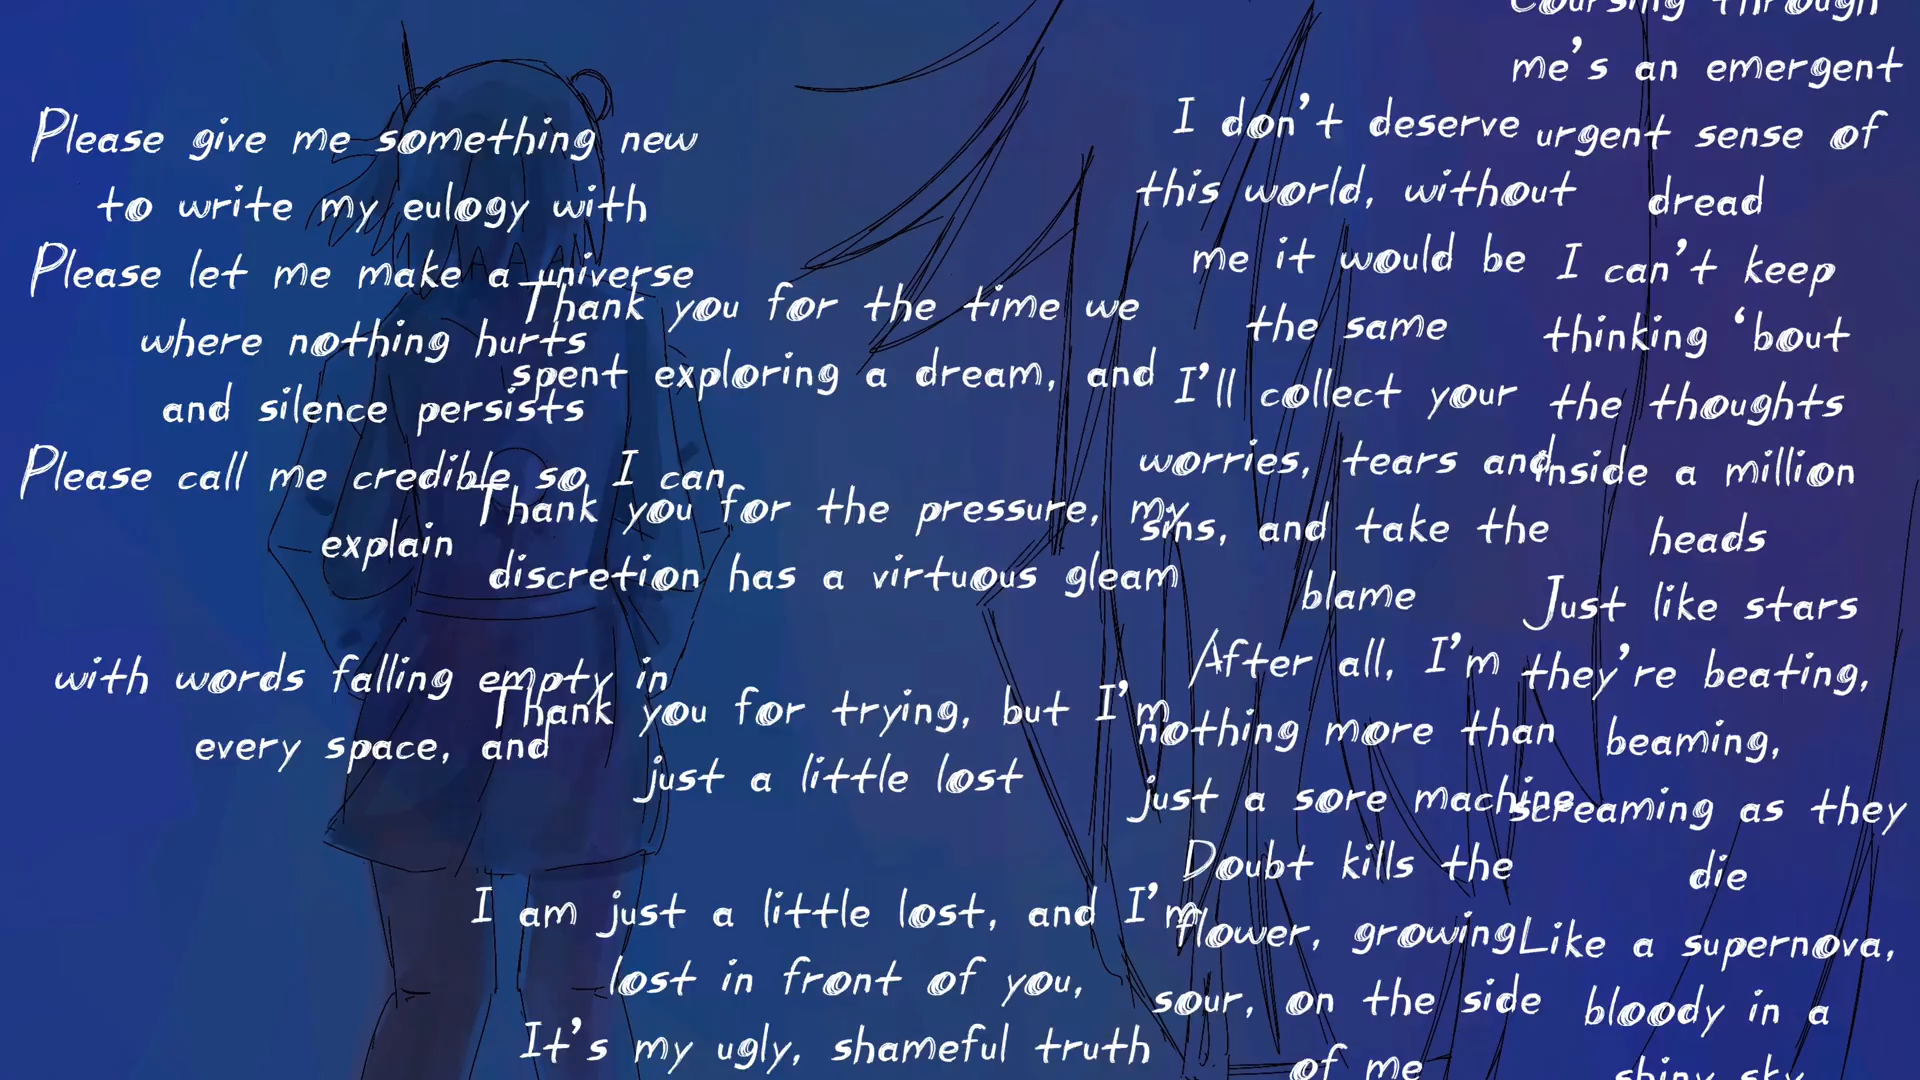 Please give me something new
to write my eulogy with
Please let me make a universe
where nothing hurts
and silence persists
Please call me credible so I can
explain
with words falling empty in
every space, and
Thank you for the time we
spent exploring a dream, and
Thank you for the pressure, my
discretion has a virtuous gleam
Thank you for trying, but I'm
just a little lost
I am just a little lost, and I'm
lost in front of you,
It's my ugly, shameful truth
I don't deserve
this world, without
me it would be
the same
I'll collect your
worries, tears and
sins, and take the
blame
After all, I'm
nothing more than
just a sore machine
Doubt kills the
flower, growing
sour, on the side
of me
Coursing through
me's an emergent
urgent sense of
dread
I can't keep
thinking 'bout
the thoughts
inside a million
heads
Just like stars
they're beating,
beaming,
screaming as they
die
Like a supernova,
bloody in a
shiny sky